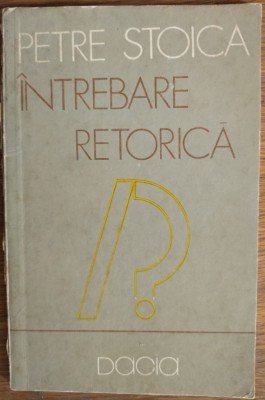 PETRE STOICA
ÎNTREBARE
RETORICĂ
DACIA